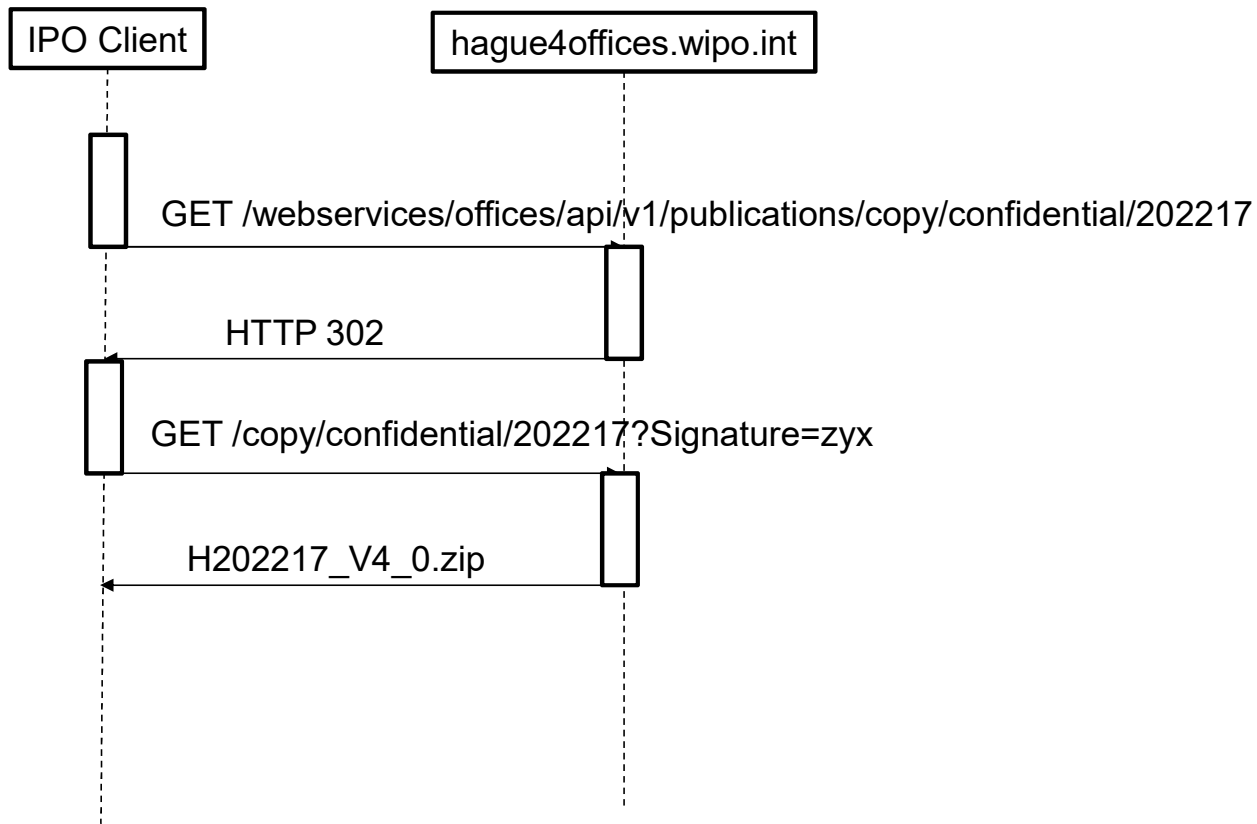 IPO Client
hague4offices.wipo.int
GET /webservices/offices/api/v1/publications/copy/confidential/202217
HTTP 302
GET /copy/confidential/202217?Signature=zyx
H202217_V4_0.zip